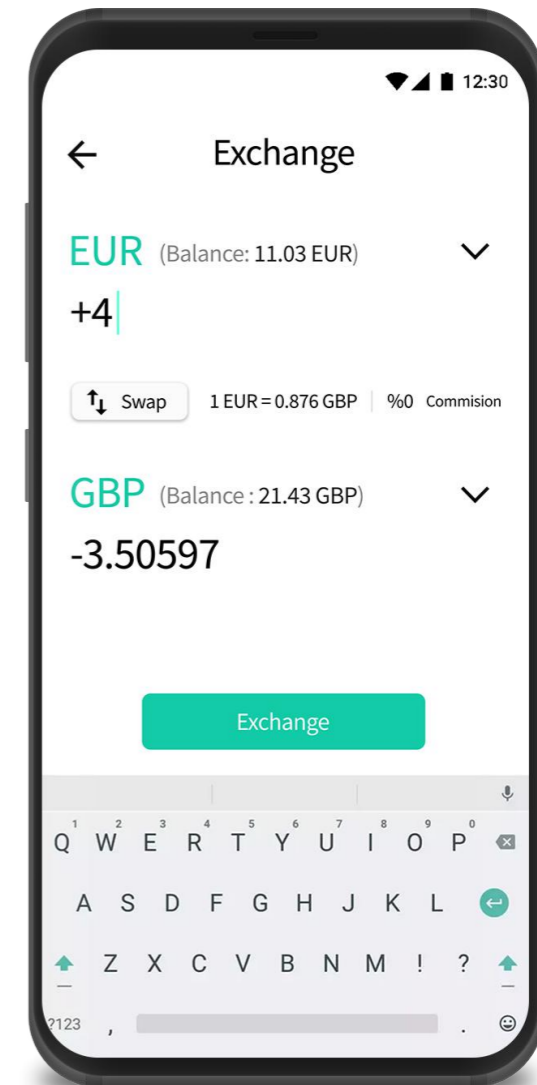 12:30
Exchange
EUR (Balance: 11.03 EUR)
+4
Swap 1 EUR = 0.876 GBP %0 Commision
GBP (Balance : 21.43 GBP)
-3.50597
Exchange
1 2 3 4 5 6 7 8 9 0
Q W E R T Y U I O P
A S D F G H J K L
Z X C V B N M ! ?
?123 , .